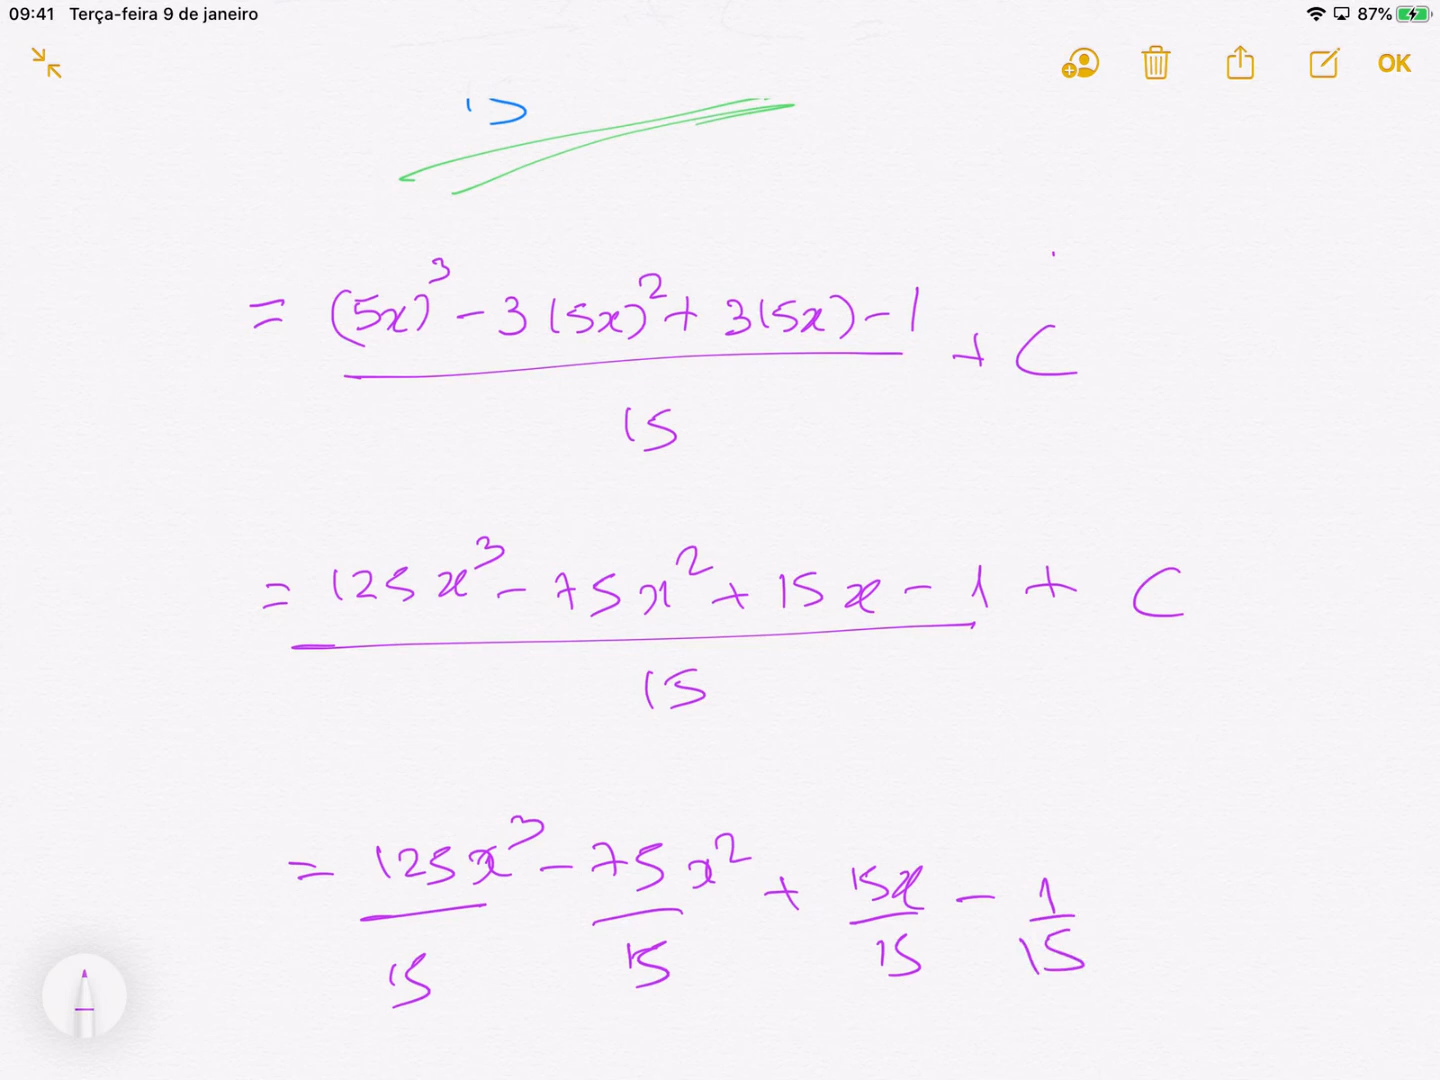 09:41 Terça-feira 9 de janeiro 87%
OK
= (5x)³ - 3(5x)² + 3(5x) - 1 + C
15
= 125x³ - 75x² + 15x - 1 + C
15
= 125x³ - 75x² + 15x - 1
15 15 15 15